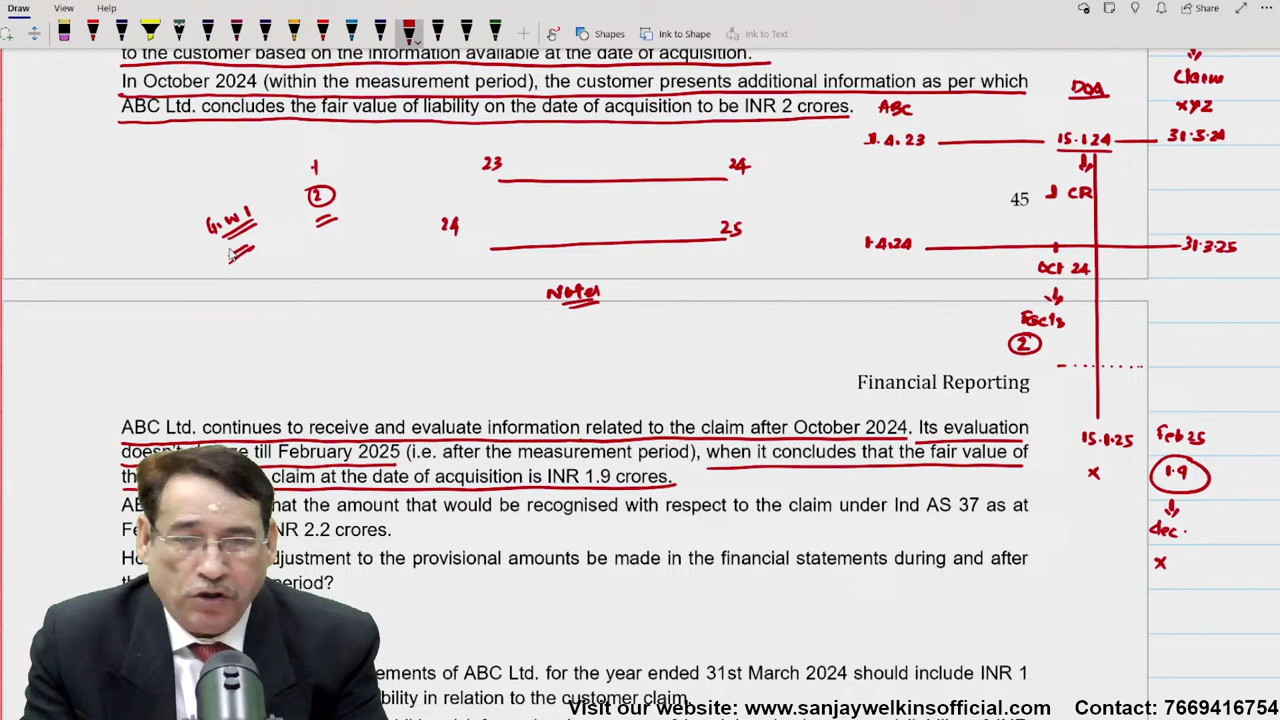 Draw View Help
Share
Shapes Ink to Shape Ink to Text
to the customer based on the information available at the date of acquisition.
In October 2024 (within the measurement period), the customer presents additional information as per which
ABC Ltd. concludes the fair value of liability on the date of acquisition to be INR 2 crores.
ABC
DOA
Claim
XYZ
1.4.23 15.1.24 31.3.24
1
2
G.W
23 24
24 25
1 CR
45
1.4.24 31.3.25
Oct 24
Notes
Facts
2
Financial Reporting
ABC Ltd. continues to receive and evaluate information related to the claim after October 2024. Its evaluation
till February 2025 (i.e. after the measurement period), when it concludes that the fair value of
claim at the date of acquisition is INR 1.9 crores.
15.1.25
x
Feb 25
1.9
dec.
x
hat the amount that would be recognised with respect to the claim under Ind AS 37 as at
NR 2.2 crores.
djustment to the provisional amounts be made in the financial statements during and after
period?
ements of ABC Ltd. for the year ended 31st March 2024 should include INR 1
bility in relation to the customer claim.
Visit our website: www.sanjaywelkinsofficial.com Contact: 7669416754